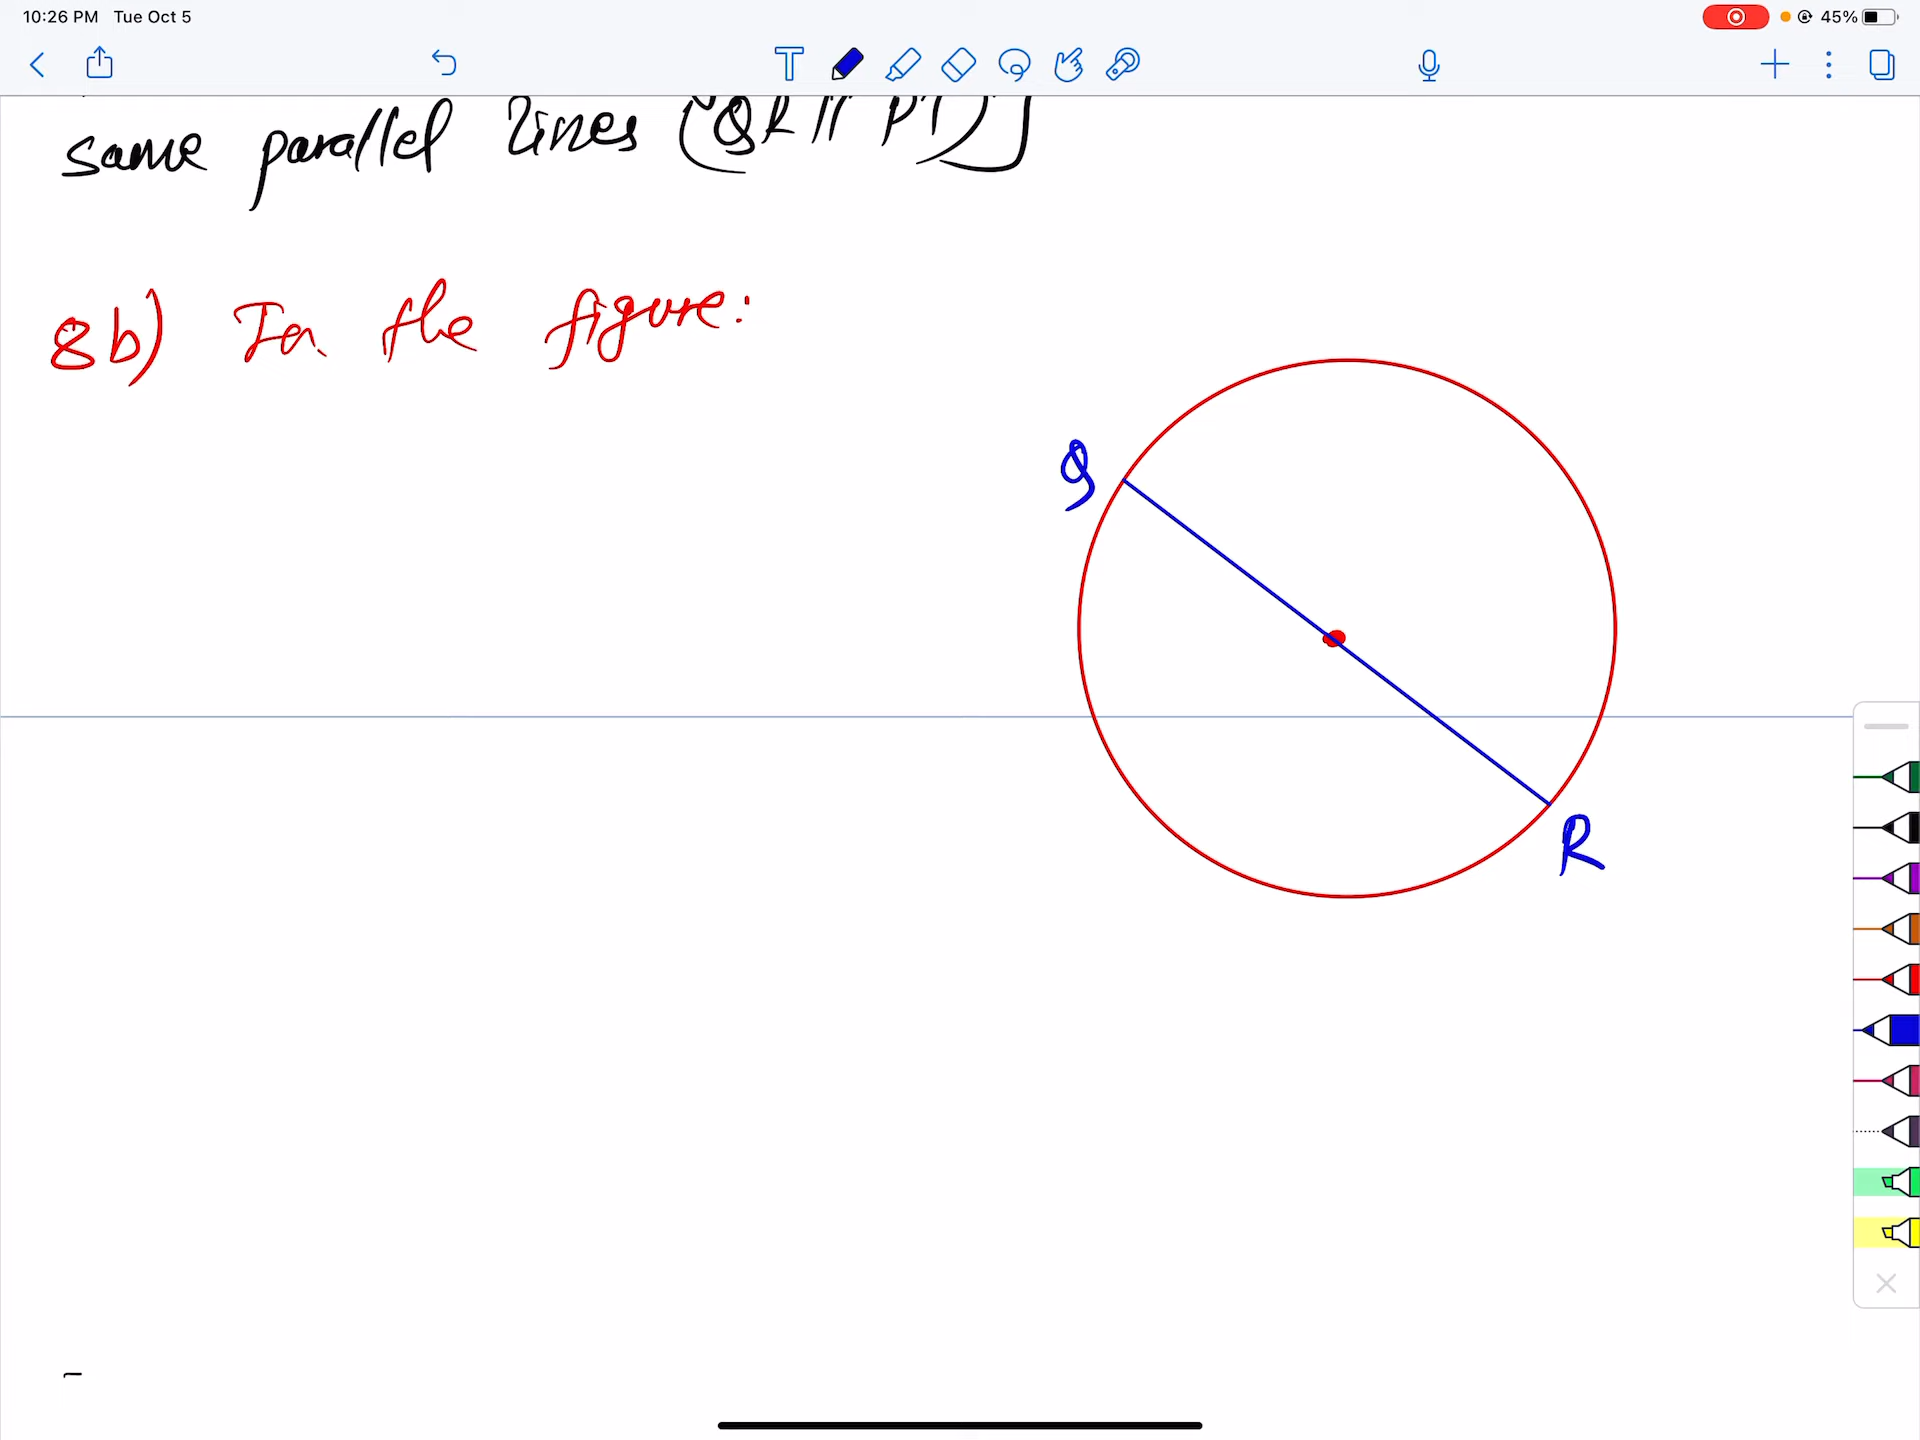 10:26 PM Tue Oct 5
45%
same parallel lines (QR || PT)]
8b) In the figure:
Q
R